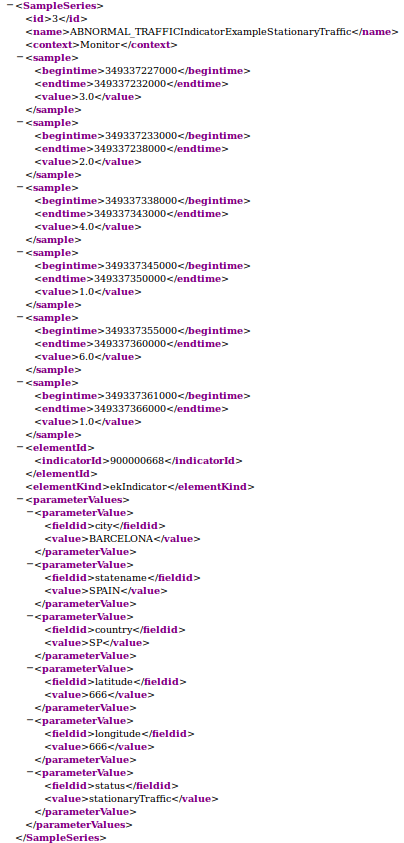 −<SampleSeries>
<id>3</id>
<name>ABNORMAL_TRAFFICIndicatorExampleStationaryTraffic</name>
<context>Monitor</context>
−<sample>
<begintime>349337227000</begintime>
<endtime>349337232000</endtime>
<value>3.0</value>
</sample>
−<sample>
<begintime>349337233000</begintime>
<endtime>349337238000</endtime>
<value>2.0</value>
</sample>
−<sample>
<begintime>349337338000</begintime>
<endtime>349337343000</endtime>
<value>4.0</value>
</sample>
−<sample>
<begintime>349337345000</begintime>
<endtime>349337350000</endtime>
<value>1.0</value>
</sample>
−<sample>
<begintime>349337355000</begintime>
<endtime>349337360000</endtime>
<value>6.0</value>
</sample>
−<sample>
<begintime>349337361000</begintime>
<endtime>349337366000</endtime>
<value>1.0</value>
</sample>
−<elementId>
<indicatorId>900000668</indicatorId>
</elementId>
<elementKind>ekIndicator</elementKind>
−<parameterValues>
−<parameterValue>
<fieldid>city</fieldid>
<value>BARCELONA</value>
</parameterValue>
−<parameterValue>
<fieldid>statename</fieldid>
<value>SPAIN</value>
</parameterValue>
−<parameterValue>
<fieldid>country</fieldid>
<value>SP</value>
</parameterValue>
−<parameterValue>
<fieldid>latitude</fieldid>
<value>666</value>
</parameterValue>
−<parameterValue>
<fieldid>longitude</fieldid>
<value>666</value>
</parameterValue>
−<parameterValue>
<fieldid>status</fieldid>
<value>stationaryTraffic</value>
</parameterValue>
</parameterValues>
</SampleSeries>